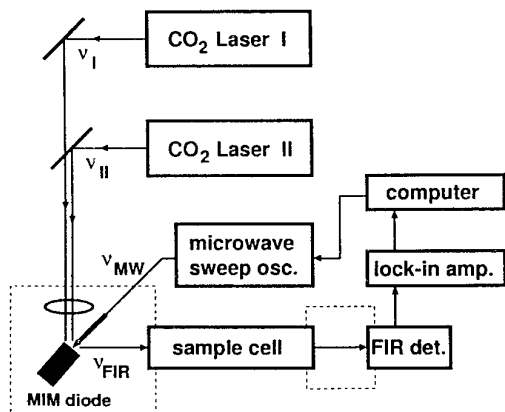 CO2 Laser I
νI
CO2 Laser II
νII
computer
microwave
sweep osc.
νMW
lock-in amp.
sample cell
FIR det.
νFIR
MIM diode